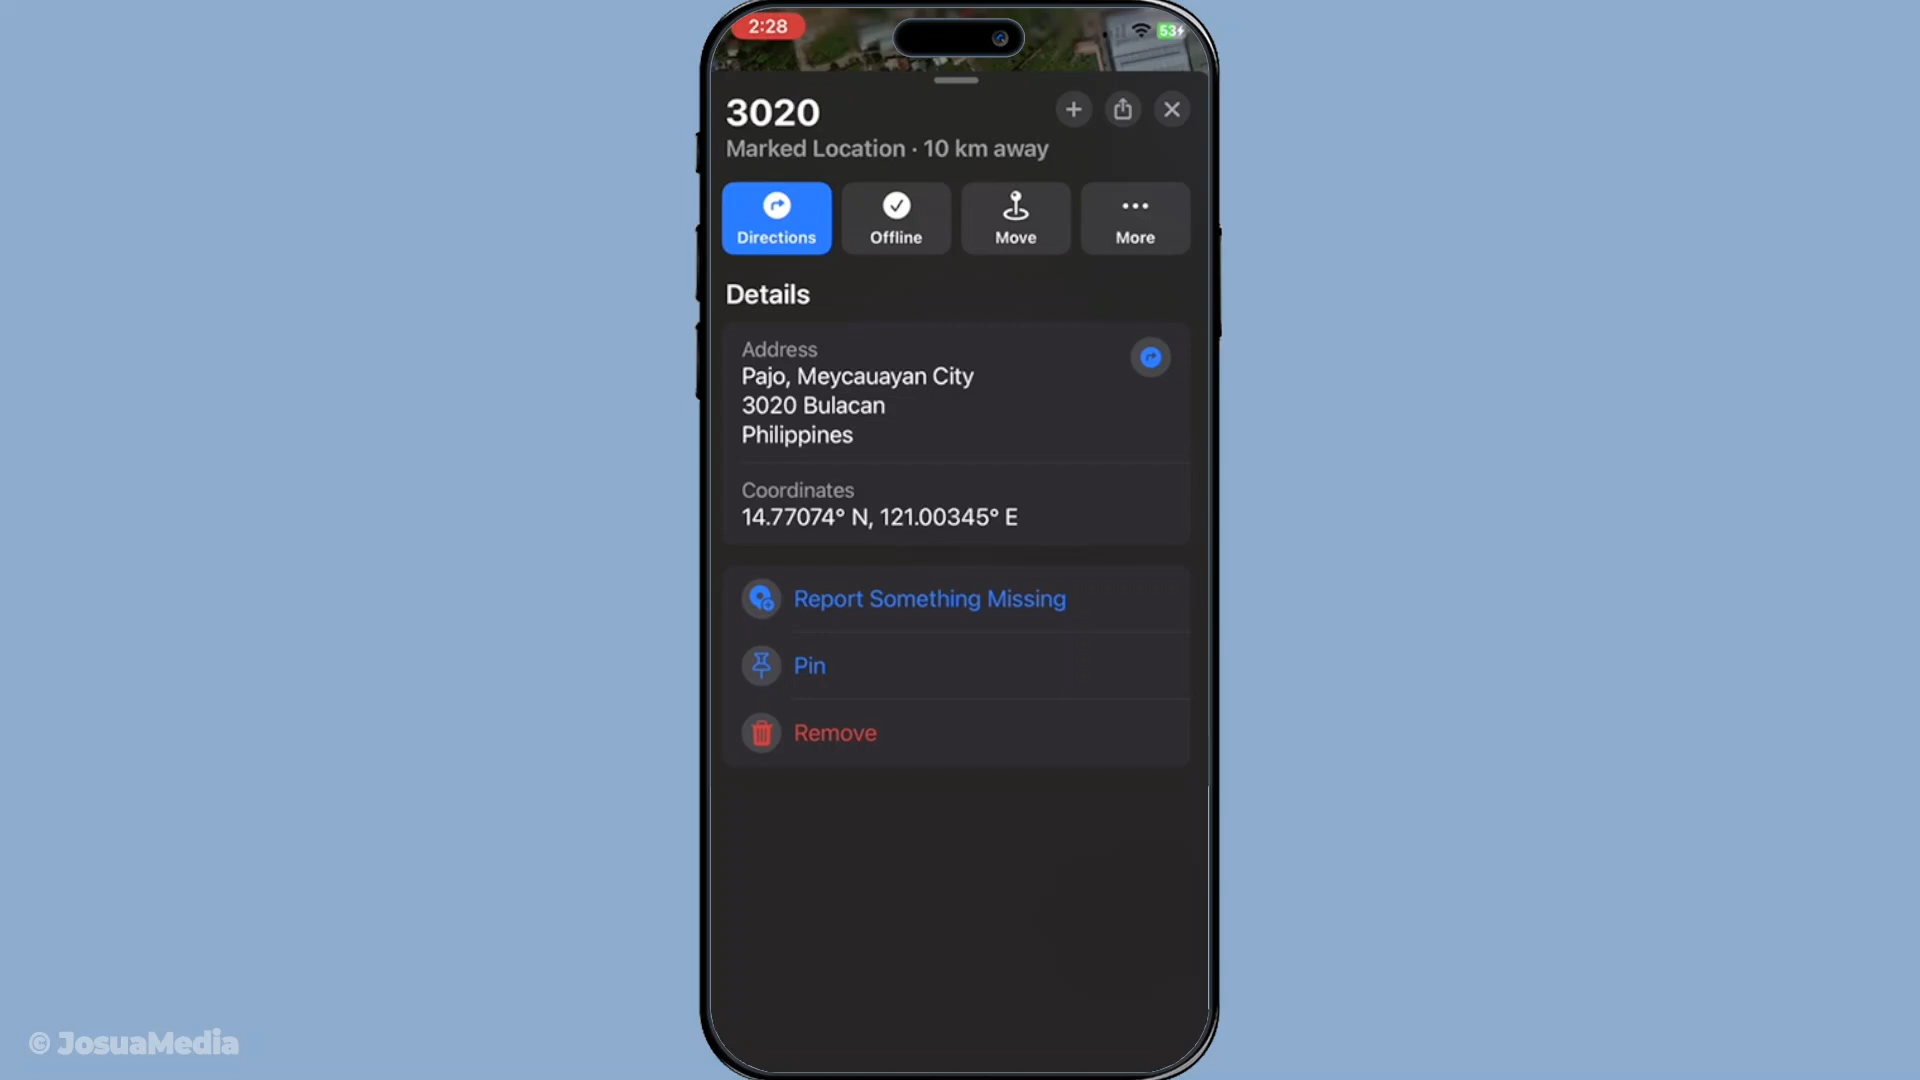 2:28
53
3020
Marked Location · 10 km away
Directions
Offline
Move
More
Details
Address
Pajo, Meycauayan City
3020 Bulacan
Philippines
Coordinates
14.77074° N, 121.00345° E
Report Something Missing
Pin
Remove
© JosuaMedia